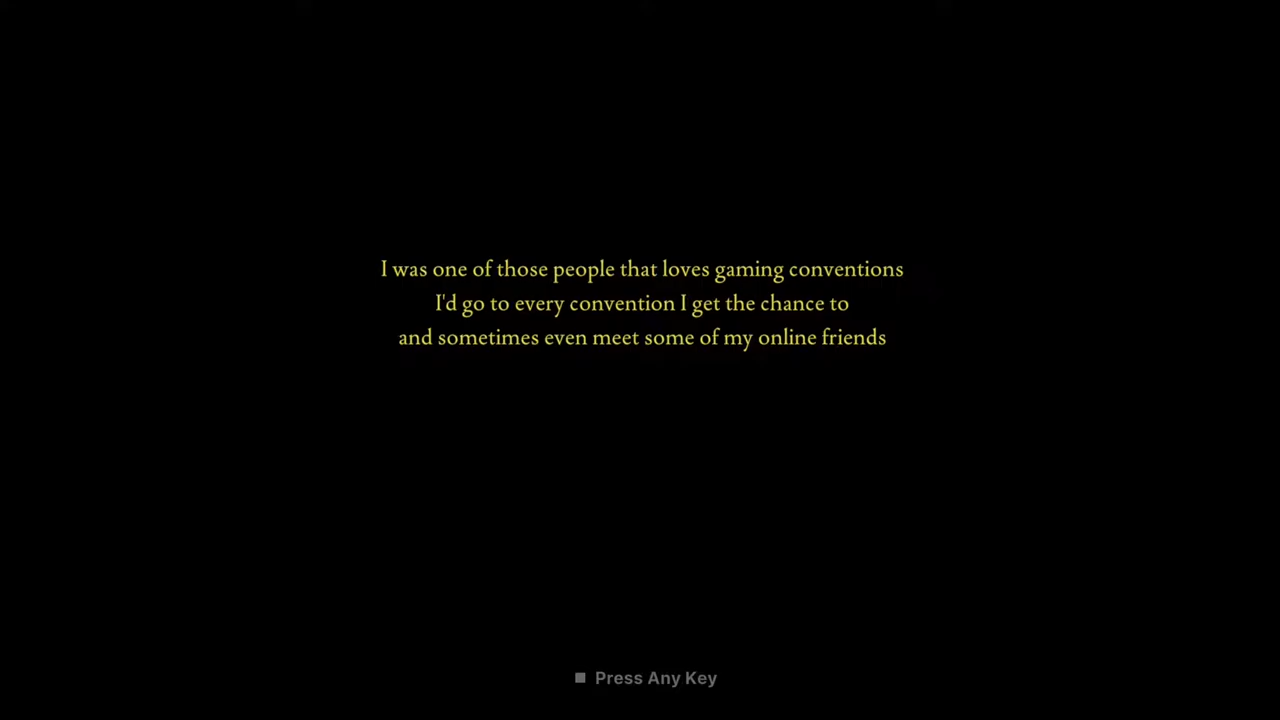 I was one of those people that loves gaming conventions
I'd go to every convention I get the chance to
and sometimes even meet some of my online friends
Press Any Key